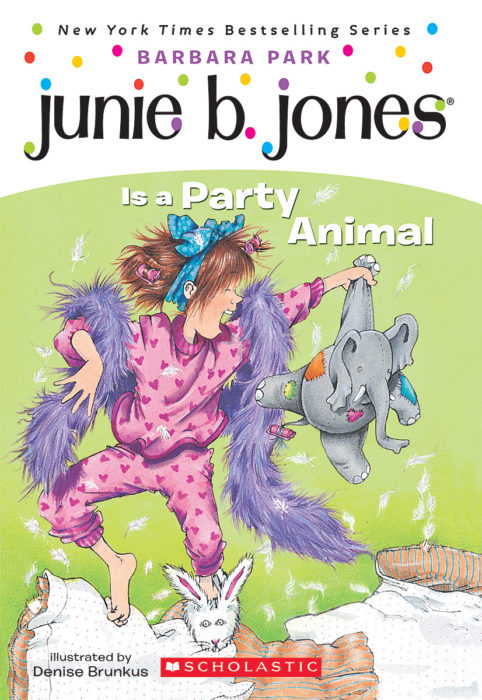 New York Times Bestselling Series
BARBARA PARK
junie b. jones®
Is a Party
Animal
illustrated by
Denise Brunkus
SCHOLASTIC